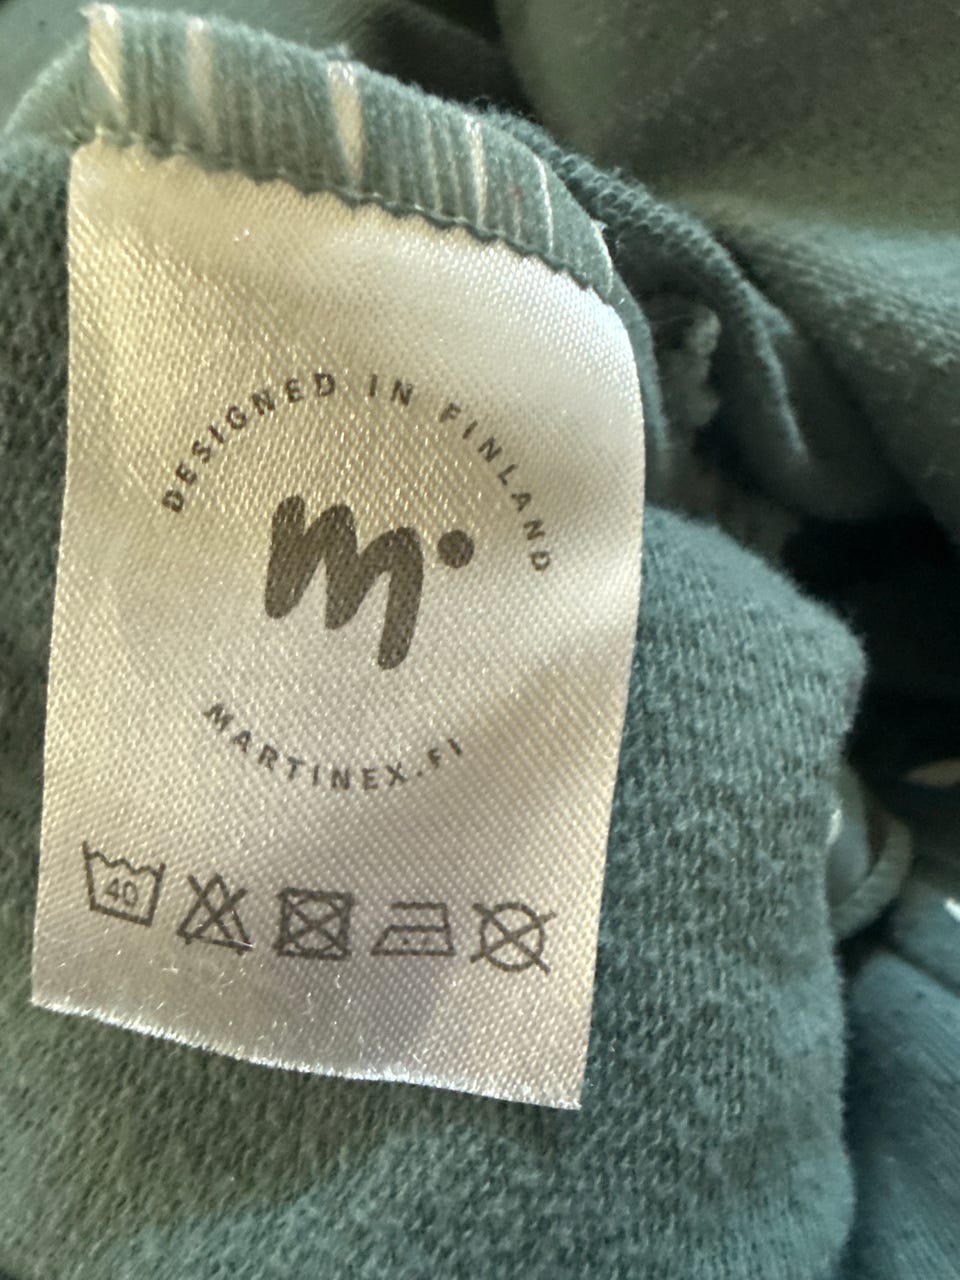 DESIGNED IN FINLAND
m
MARTINEX.FI
40